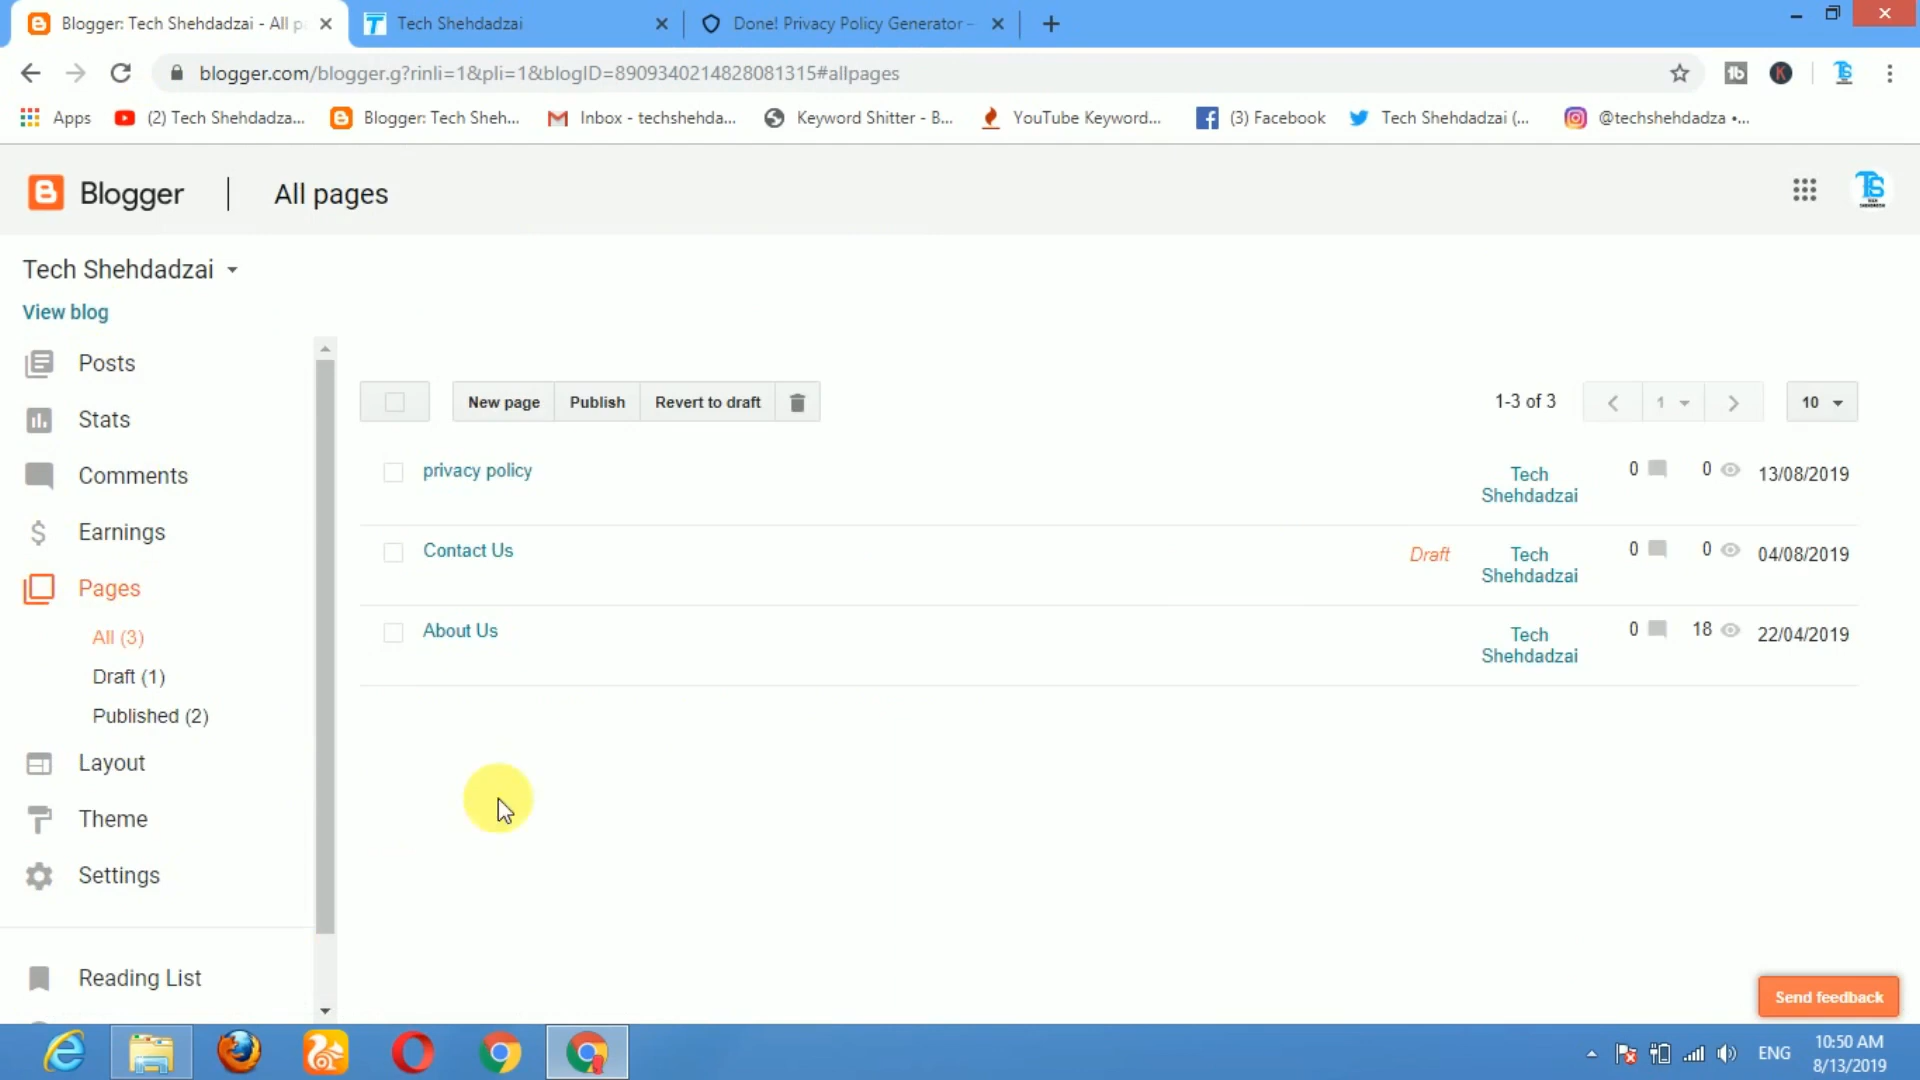 Blogger: Tech Shehdadzai - All p
Tech Shehdadzai
Done! Privacy Policy Generator -
blogger.com/blogger.g?rinli=1&pli=1&blogID=8909340214828081315#allpages
Apps
(2) Tech Shehdadza...
Blogger: Tech Sheh...
Inbox - techshehda...
Keyword Shitter - B...
YouTube Keyword...
(3) Facebook
Tech Shehdadzai (...
@techshehdadza •...
Blogger
All pages
Tech Shehdadzai
View blog
Posts
Stats
Comments
Earnings
Pages
All (3)
Draft (1)
Published (2)
Layout
Theme
Settings
Reading List
New page
Publish
Revert to draft
1-3 of 3
1
10
privacy policy
Tech
Shehdadzai
0
0
13/08/2019
Contact Us
Draft
Tech
Shehdadzai
0
0
04/08/2019
About Us
Tech
Shehdadzai
0
18
22/04/2019
Send feedback
ENG
10:50 AM
8/13/2019